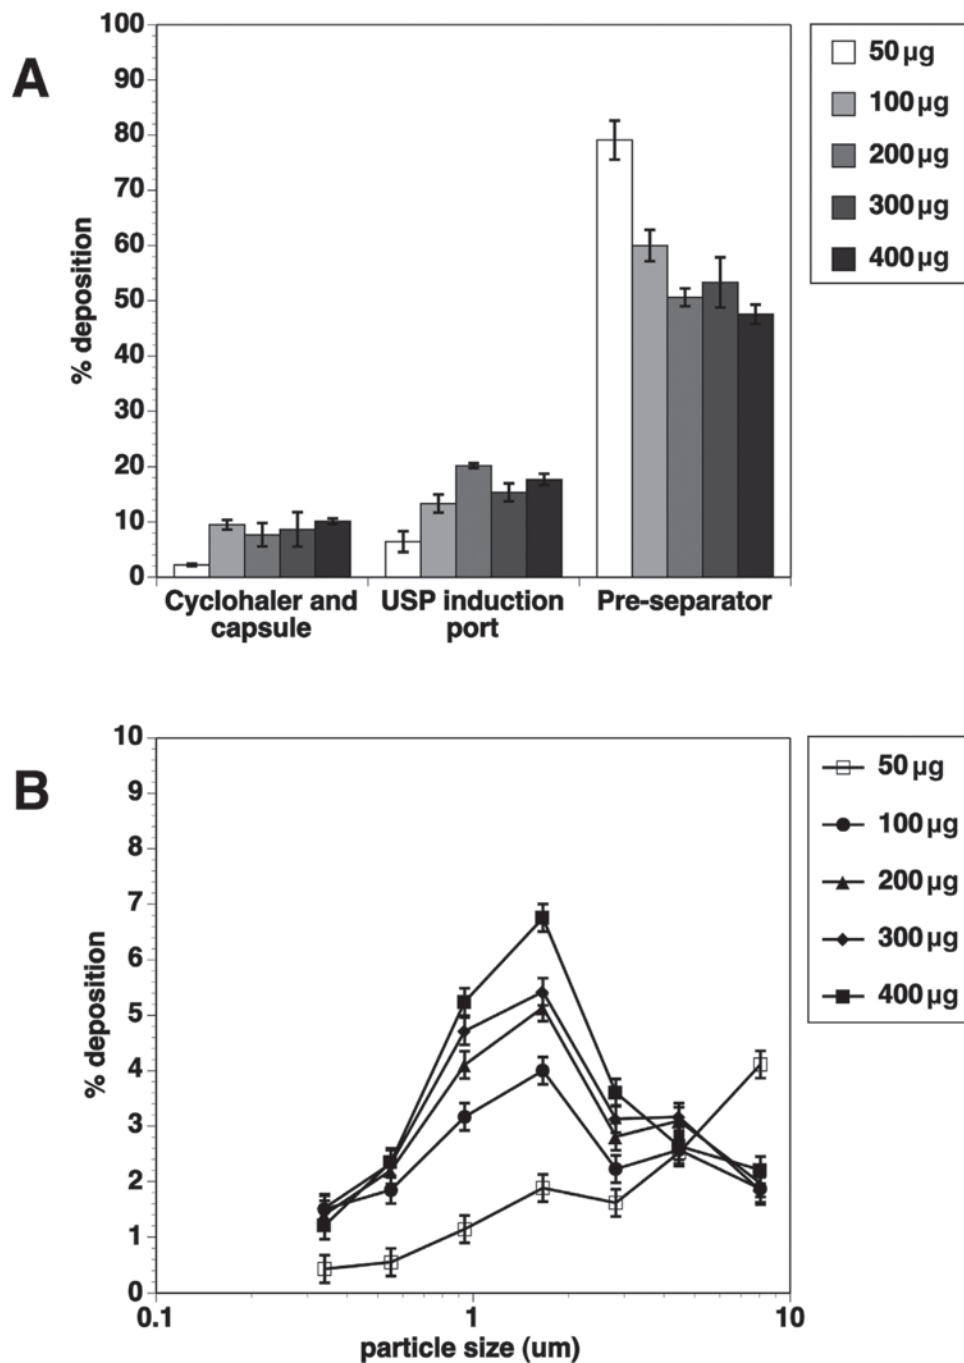 A
% deposition
100
90
80
70
60
50
40
30
20
10
0
Cyclohaler and
capsule
USP induction
port
Pre-separator
50 µg
100 µg
200 µg
300 µg
400 µg
B
% deposition
10
9
8
7
6
5
4
3
2
1
0
0.1
1
10
particle size (um)
50 µg
100 µg
200 µg
300 µg
400 µg